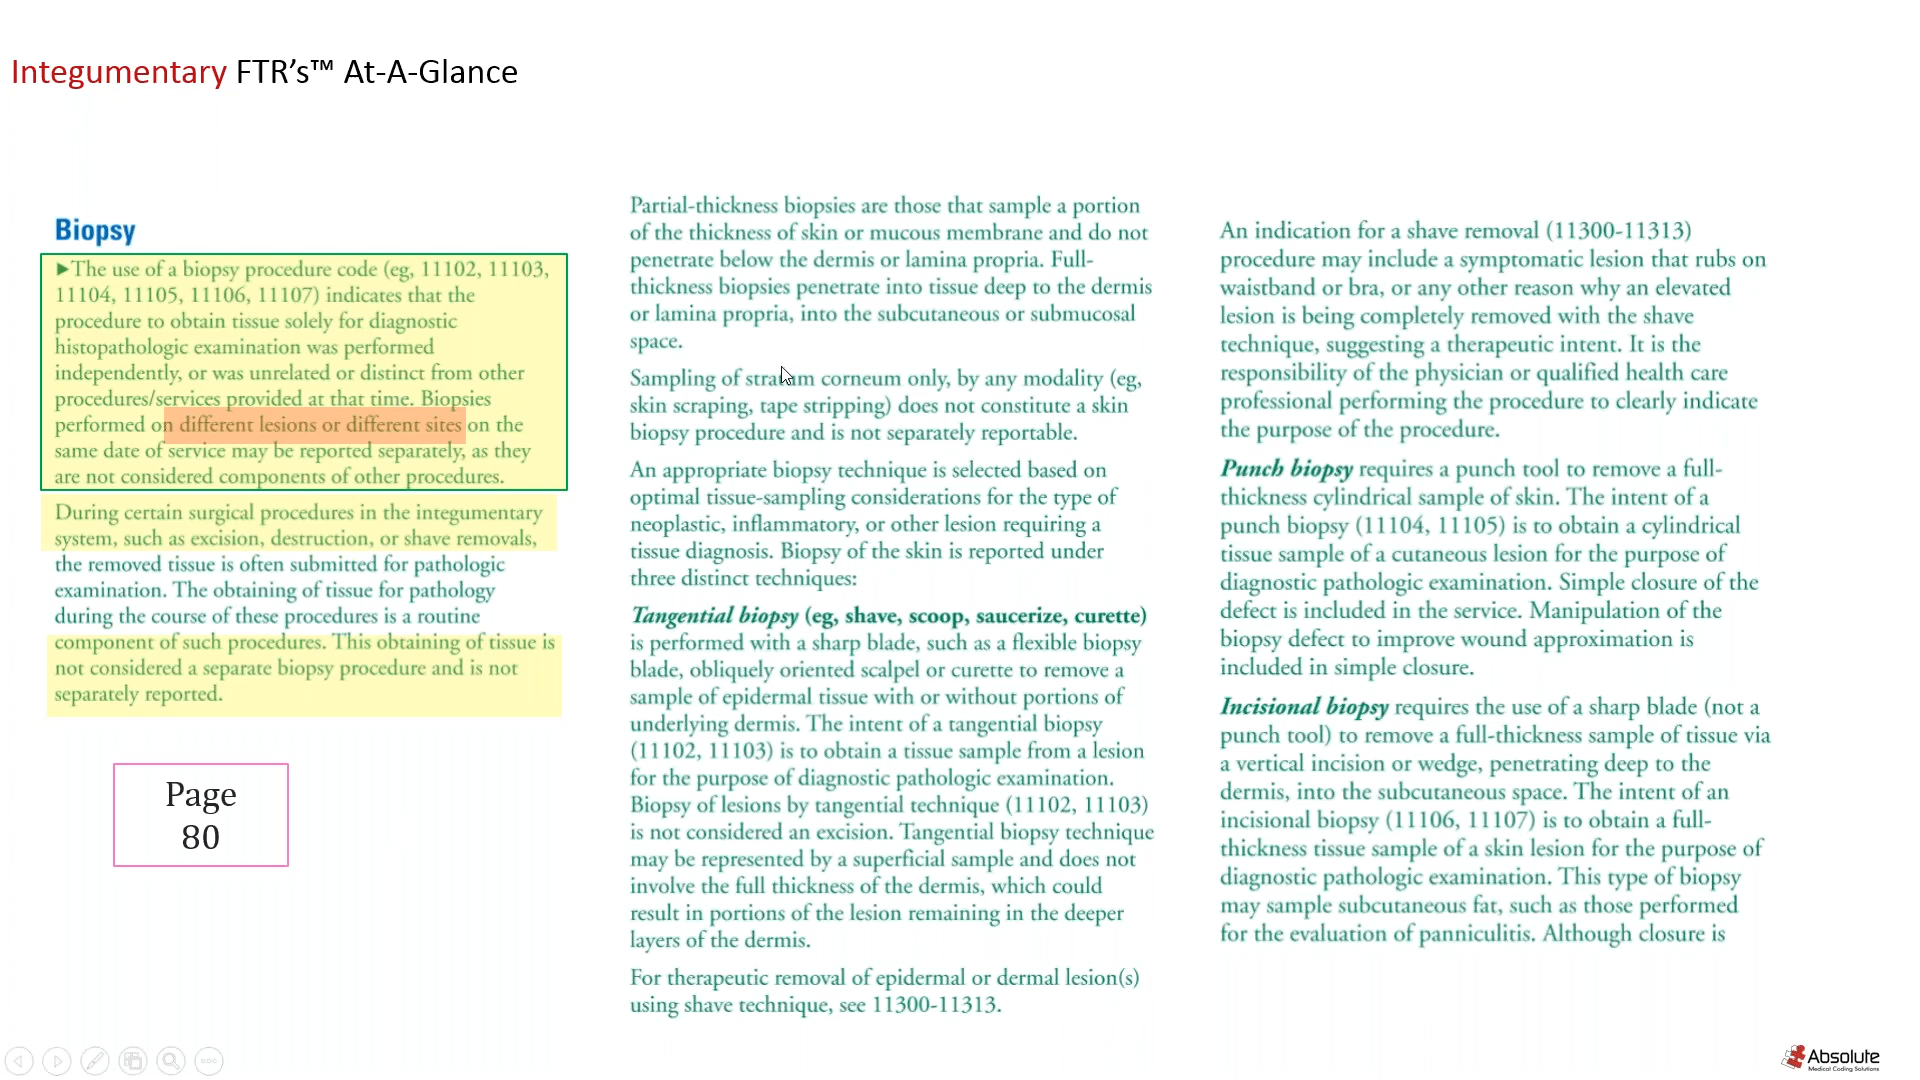 Integumentary FTR's™ At-A-Glance
Biopsy
►The use of a biopsy procedure code (eg, 11102, 11103,
11104, 11105, 11106, 11107) indicates that the
procedure to obtain tissue solely for diagnostic
histopathologic examination was performed
independently, or was unrelated or distinct from other
procedures/services provided at that time. Biopsies
performed on different lesions or different sites on the
same date of service may be reported separately, as they
are not considered components of other procedures.
During certain surgical procedures in the integumentary
system, such as excision, destruction, or shave removals,
the removed tissue is often submitted for pathologic
examination. The obtaining of tissue for pathology
during the course of these procedures is a routine
component of such procedures. This obtaining of tissue is
not considered a separate biopsy procedure and is not
separately reported.
Page
80
Partial-thickness biopsies are those that sample a portion
of the thickness of skin or mucous membrane and do not
penetrate below the dermis or lamina propria. Full-
thickness biopsies penetrate into tissue deep to the dermis
or lamina propria, into the subcutaneous or submucosal
space.
Sampling of stratum corneum only, by any modality (eg,
skin scraping, tape stripping) does not constitute a skin
biopsy procedure and is not separately reportable.
An appropriate biopsy technique is selected based on
optimal tissue-sampling considerations for the type of
neoplastic, inflammatory, or other lesion requiring a
tissue diagnosis. Biopsy of the skin is reported under
three distinct techniques:
Tangential biopsy (eg, shave, scoop, saucerize, curette)
is performed with a sharp blade, such as a flexible biopsy
blade, obliquely oriented scalpel or curette to remove a
sample of epidermal tissue with or without portions of
underlying dermis. The intent of a tangential biopsy
(11102, 11103) is to obtain a tissue sample from a lesion
for the purpose of diagnostic pathologic examination.
Biopsy of lesions by tangential technique (11102, 11103)
is not considered an excision. Tangential biopsy technique
may be represented by a superficial sample and does not
involve the full thickness of the dermis, which could
result in portions of the lesion remaining in the deeper
layers of the dermis.
For therapeutic removal of epidermal or dermal lesion(s)
using shave technique, see 11300-11313.
An indication for a shave removal (11300-11313)
procedure may include a symptomatic lesion that rubs on
waistband or bra, or any other reason why an elevated
lesion is being completely removed with the shave
technique, suggesting a therapeutic intent. It is the
responsibility of the physician or qualified health care
professional performing the procedure to clearly indicate
the purpose of the procedure.
Punch biopsy requires a punch tool to remove a full-
thickness cylindrical sample of skin. The intent of a
punch biopsy (11104, 11105) is to obtain a cylindrical
tissue sample of a cutaneous lesion for the purpose of
diagnostic pathologic examination. Simple closure of the
defect is included in the service. Manipulation of the
biopsy defect to improve wound approximation is
included in simple closure.
Incisional biopsy requires the use of a sharp blade (not a
punch tool) to remove a full-thickness sample of tissue via
a vertical incision or wedge, penetrating deep to the
dermis, into the subcutaneous space. The intent of an
incisional biopsy (11106, 11107) is to obtain a full-
thickness tissue sample of a skin lesion for the purpose of
diagnostic pathologic examination. This type of biopsy
may sample subcutaneous fat, such as those performed
for the evaluation of panniculitis. Although closure is
Absolute
Medical Coding Solutions